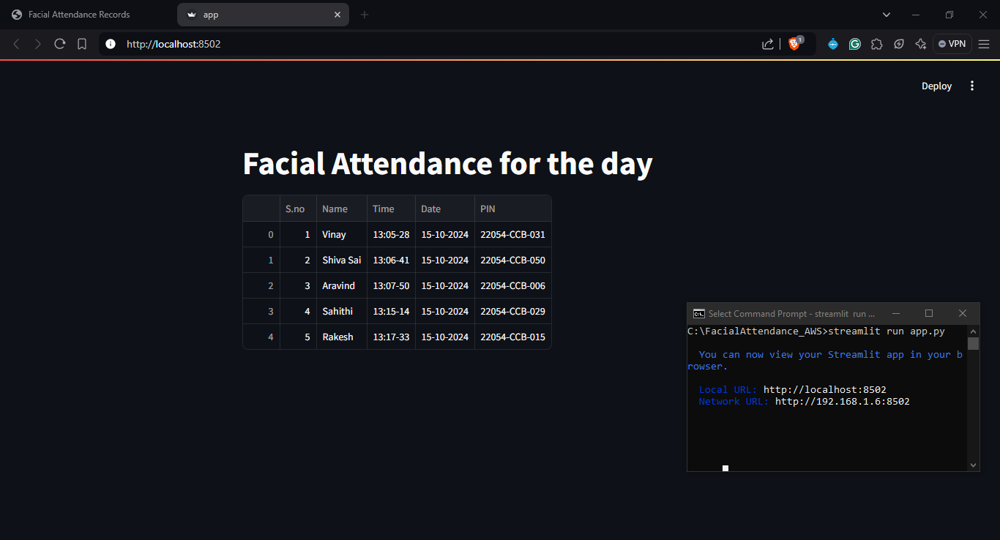 Facial Attendance Records
app
http://localhost:8502
1
VPN
Deploy
Facial Attendance for the day
S.no Name Time Date PIN
0 1 Vinay 13:05-28 15-10-2024 22054-CCB-031
1 2 Shiva Sai 13:06-41 15-10-2024 22054-CCB-050
2 3 Aravind 13:07-50 15-10-2024 22054-CCB-006
3 4 Sahithi 13:15-14 15-10-2024 22054-CCB-029
4 5 Rakesh 13:17-33 15-10-2024 22054-CCB-015
Select Command Prompt - streamlit run ...
C:\FacialAttendance_AWS>streamlit run app.py
You can now view your Streamlit app in your b
rowser.
Local URL: http://localhost:8502
Network URL: http://192.168.1.6:8502